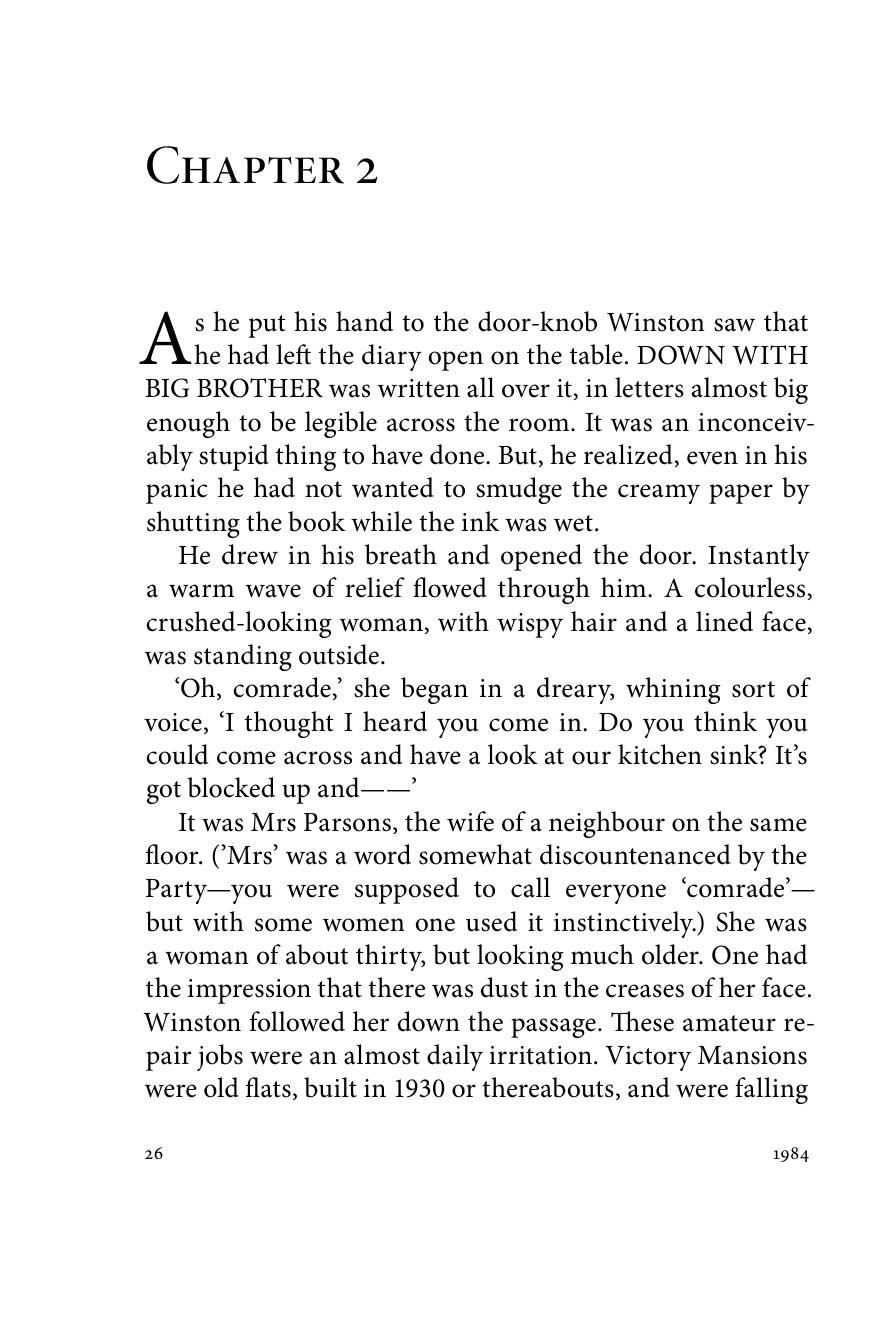 Chapter 2
As he put his hand to the door-knob Winston saw that
he had left the diary open on the table. DOWN WITH
BIG BROTHER was written all over it, in letters almost big
enough to be legible across the room. It was an inconceiv-
ably stupid thing to have done. But, he realized, even in his
panic he had not wanted to smudge the creamy paper by
shutting the book while the ink was wet.
He drew in his breath and opened the door. Instantly
a warm wave of relief flowed through him. A colourless,
crushed-looking woman, with wispy hair and a lined face,
was standing outside.
‘Oh, comrade,’ she began in a dreary, whining sort of
voice, ‘I thought I heard you come in. Do you think you
could come across and have a look at our kitchen sink? It’s
got blocked up and——’
It was Mrs Parsons, the wife of a neighbour on the same
floor. (’Mrs’ was a word somewhat discountenanced by the
Party—you were supposed to call everyone ‘comrade’—
but with some women one used it instinctively.) She was
a woman of about thirty, but looking much older. One had
the impression that there was dust in the creases of her face.
Winston followed her down the passage. These amateur re-
pair jobs were an almost daily irritation. Victory Mansions
were old flats, built in 1930 or thereabouts, and were falling
26 1984